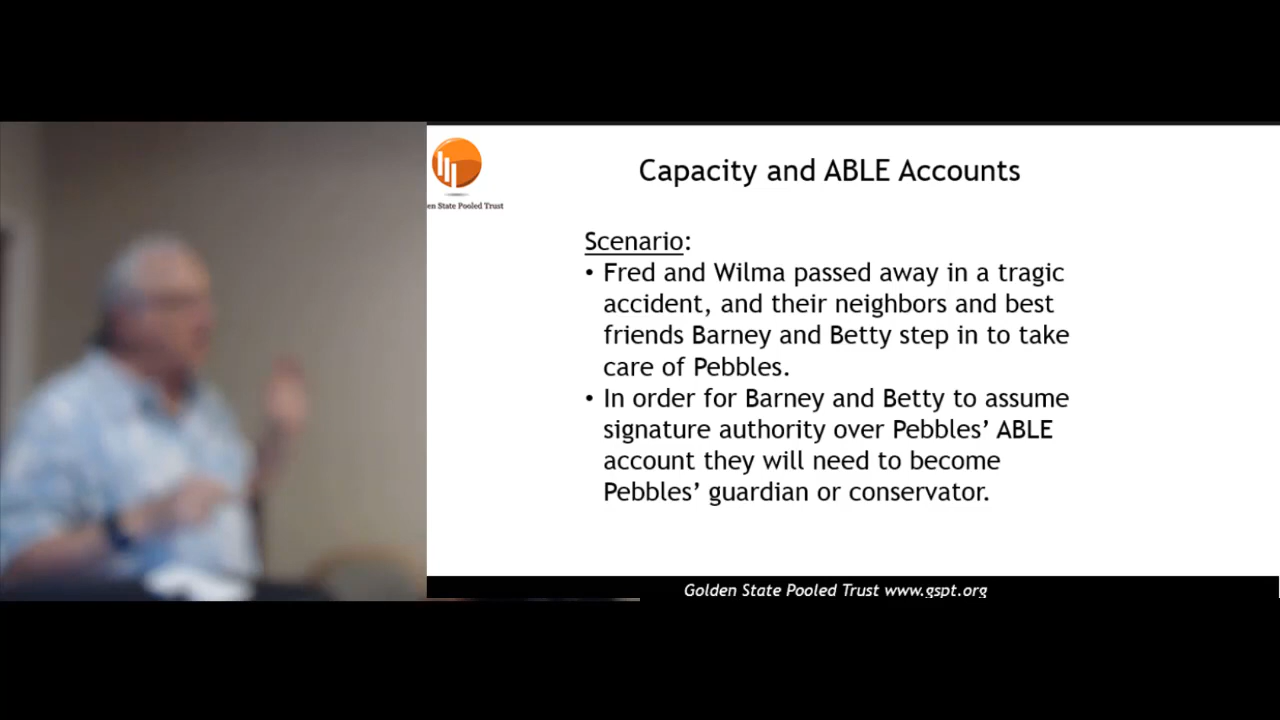 en State Pooled Trust
Capacity and ABLE Accounts
Scenario:
• Fred and Wilma passed away in a tragic
accident, and their neighbors and best
friends Barney and Betty step in to take
care of Pebbles.
• In order for Barney and Betty to assume
signature authority over Pebbles’ ABLE
account they will need to become
Pebbles’ guardian or conservator.
Golden State Pooled Trust www.gspt.org